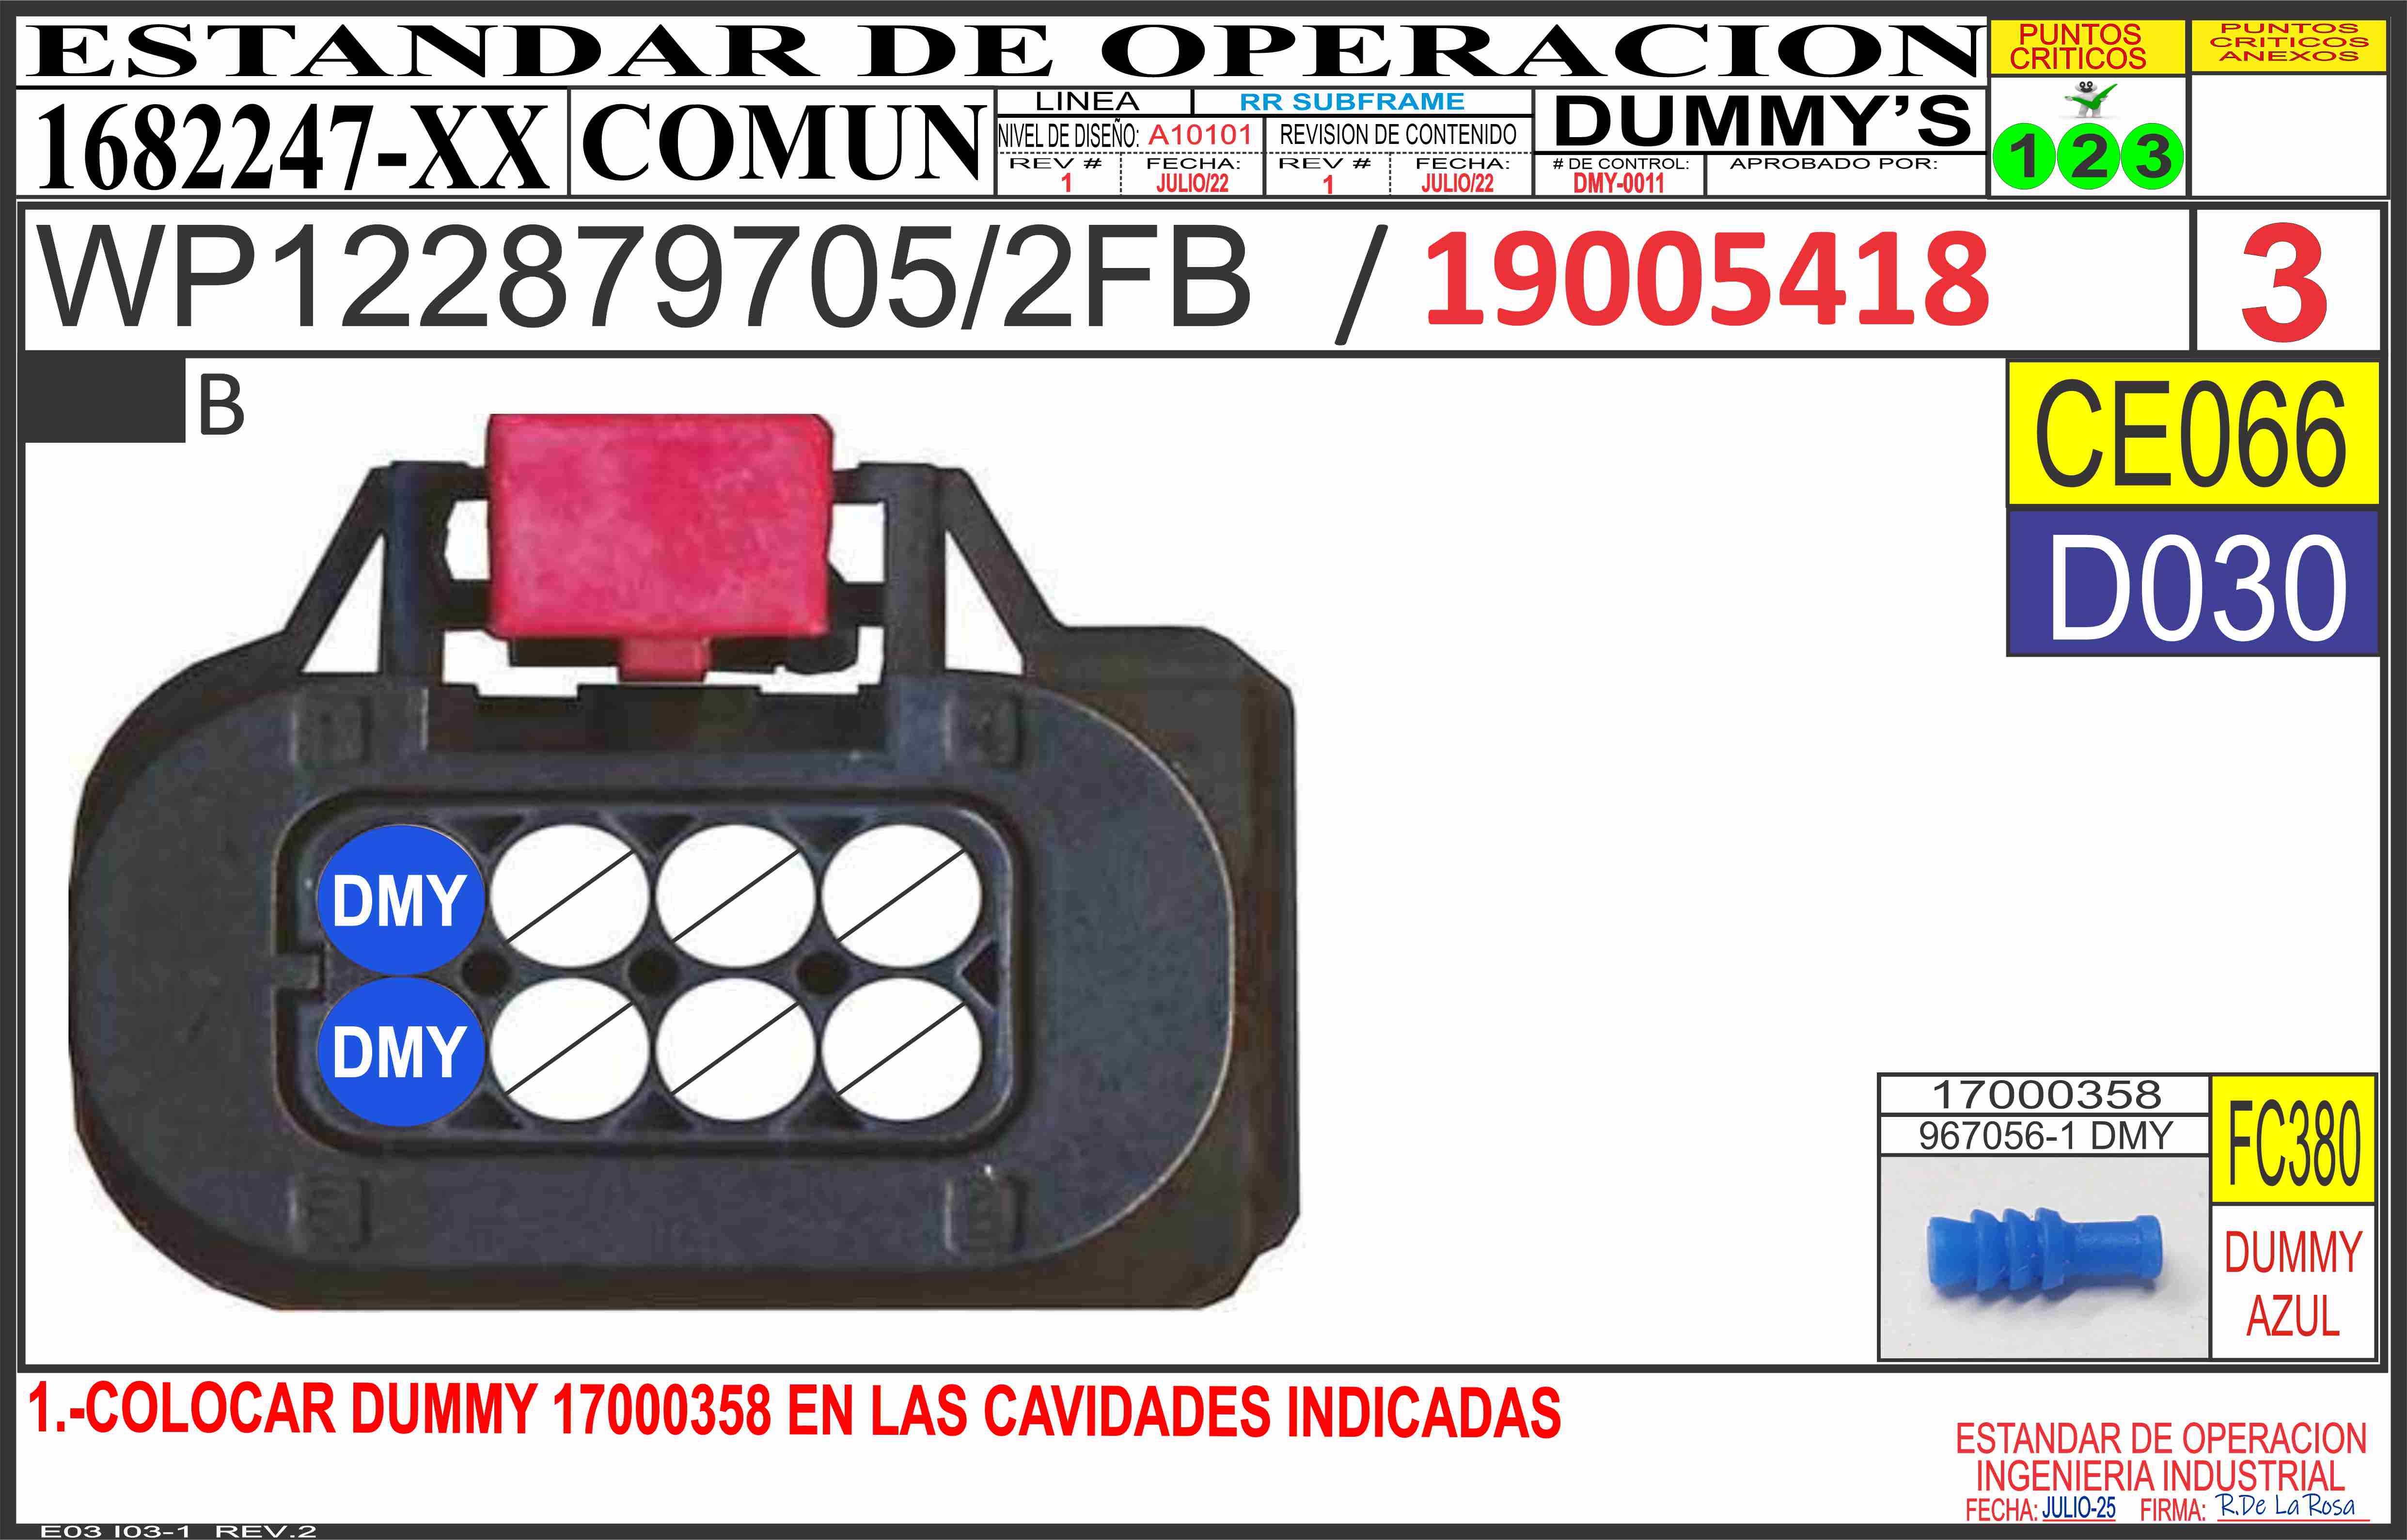 ESTANDAR DE OPERACION
PUNTOS CRITICOS
PUNTOS CRITICOS ANEXOS
1682247-XX
COMUN
LINEA
RR SUBFRAME
NIVEL DE DISEÑO: A10101
REVISION DE CONTENIDO
REV #
1
FECHA:
JULIO/22
REV #
1
FECHA:
JULIO/22
DUMMY'S
# DE CONTROL:
DMY-0011
APROBADO POR:
1 2 3
WP122879705/2FB / 19005418
3
B
CE066
D030
DMY
DMY
17000358
967056-1 DMY
FC380
DUMMY
AZUL
1.-COLOCAR DUMMY 17000358 EN LAS CAVIDADES INDICADAS
ESTANDAR DE OPERACION
INGENIERIA INDUSTRIAL
FECHA: JULIO-25 FIRMA: R.De La Rosa
E03 I03-1 REV.2